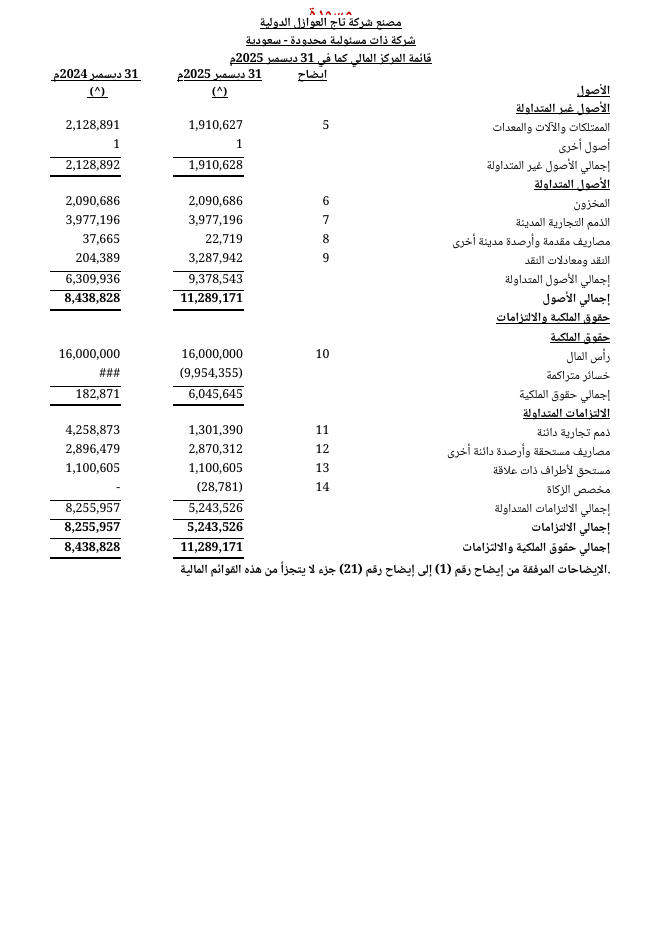 مسودة
مصنع شركة تاج العوازل الدولية
شركة ذات مسئولية محدودة - سعودية
قائمة المركز المالي كما في 31 ديسمبر 2025م
ايضاح 31 ديسمبر 2025م 31 ديسمبر 2024م
الأصول (^) (^)
الأصول غير المتداولة
الممتلكات والآلات والمعدات 5 1,910,627 2,128,891
أصول أخرى 1 1
إجمالي الأصول غير المتداولة 1,910,628 2,128,892
الأصول المتداولة
المخزون 6 2,090,686 2,090,686
الذمم التجارية المدينة 7 3,977,196 3,977,196
مصاريف مقدمة وأرصدة مدينة أخرى 8 22,719 37,665
النقد ومعادلات النقد 9 3,287,942 204,389
إجمالي الأصول المتداولة 9,378,543 6,309,936
إجمالي الأصول 11,289,171 8,438,828
حقوق الملكية والالتزامات
حقوق الملكية
رأس المال 10 16,000,000 16,000,000
خسائر متراكمة (9,954,355) ###
إجمالي حقوق الملكية 6,045,645 182,871
الالتزامات المتداولة
ذمم تجارية دائنة 11 1,301,390 4,258,873
مصاريف مستحقة وأرصدة دائنة أخرى 12 2,870,312 2,896,479
مستحق لأطراف ذات علاقة 13 1,100,605 1,100,605
مخصص الزكاة 14 (28,781) -
إجمالي الالتزامات المتداولة 5,243,526 8,255,957
إجمالي الالتزامات 5,243,526 8,255,957
إجمالي حقوق الملكية والالتزامات 11,289,171 8,438,828
الإيضاحات المرفقة من إيضاح رقم (1) إلى إيضاح رقم (21) جزء لا يتجزأ من هذه القوائم المالية.